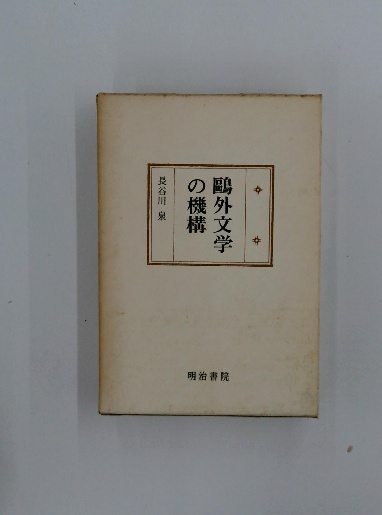 鷗外文学
の機構
長谷川 泉
明治書院